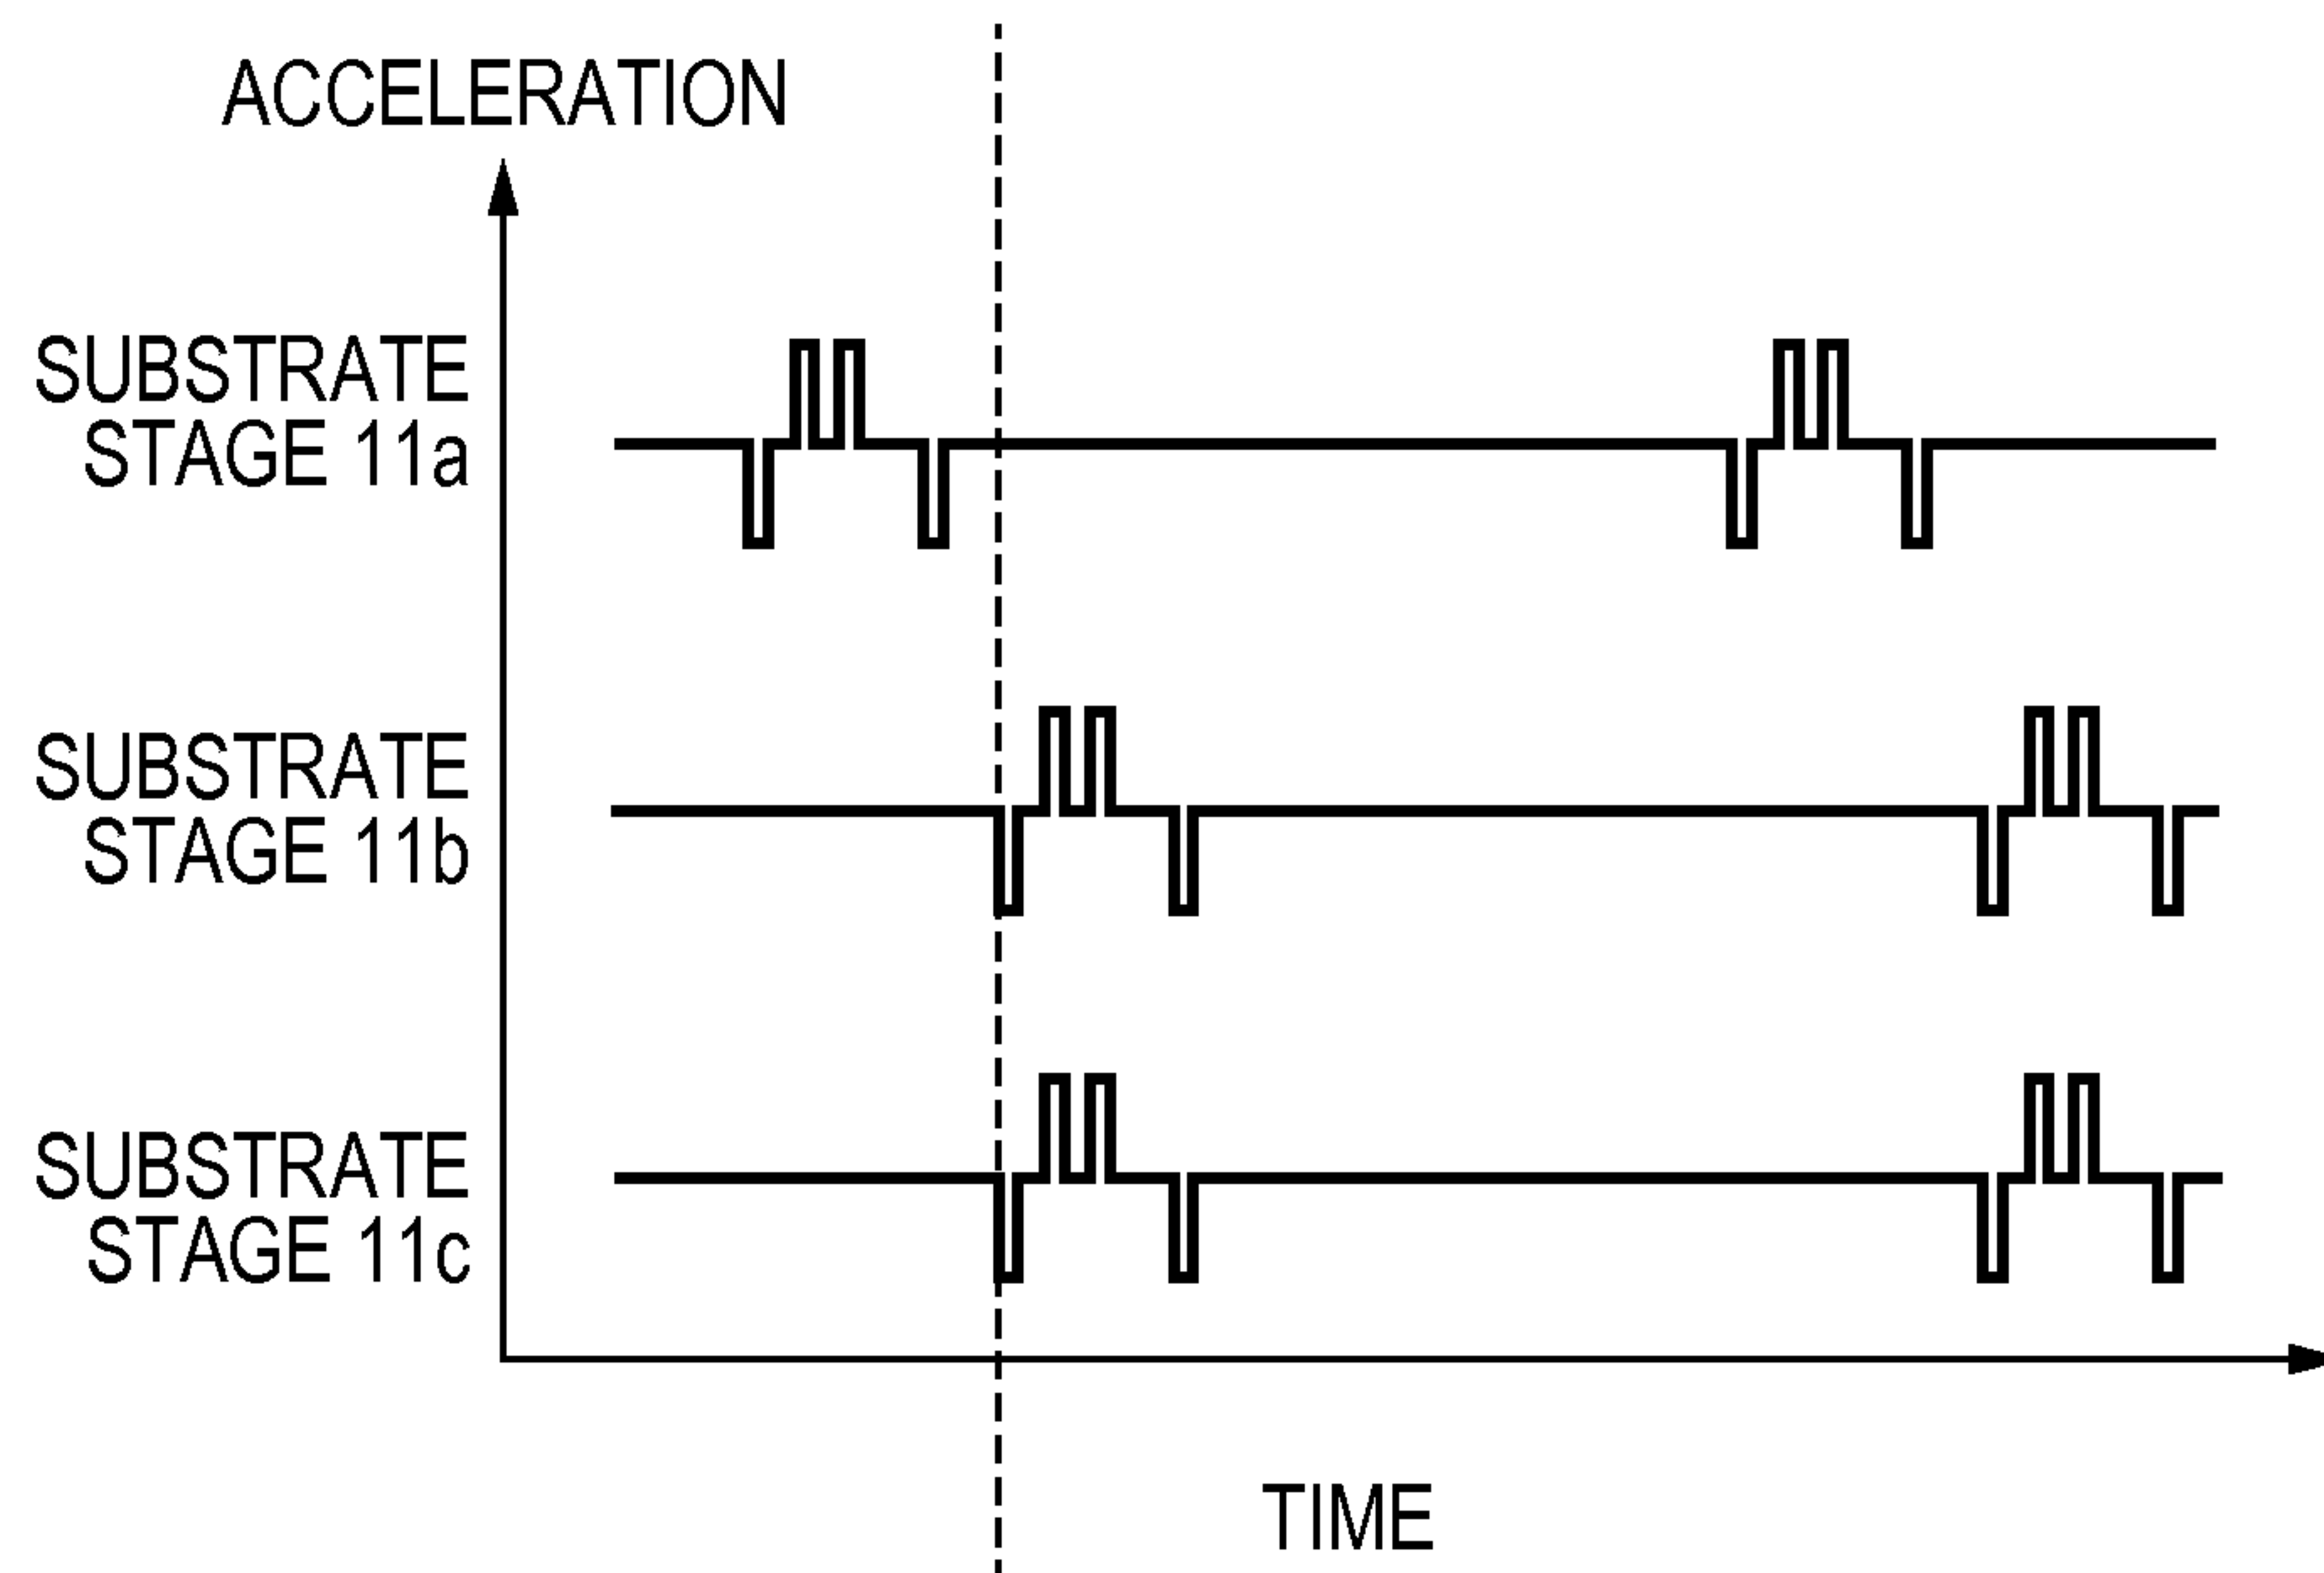 ACCELERATION
SUBSTRATE
STAGE 11a
SUBSTRATE
STAGE 11b
SUBSTRATE
STAGE 11c
TIME